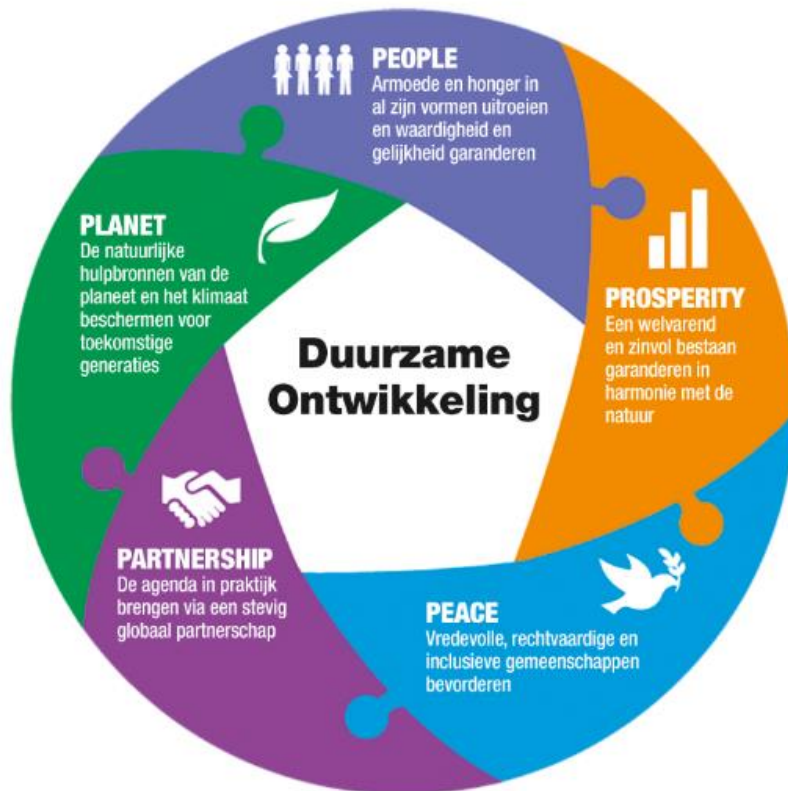 PEOPLE
Armoede en honger in
al zijn vormen uitroeien
en waardigheid en
gelijkheid garanderen
PROSPERITY
Een welvarend
en zinvol bestaan
garanderen in
harmonie met de
natuur
PEACE
Vredevolle, rechtvaardige en
inclusieve gemeenschappen
bevorderen
PARTNERSHIP
De agenda in praktijk
brengen via een stevig
globaal partnerschap
PLANET
De natuurlijke
hulpbronnen van de
planeet en het klimaat
beschermen voor
toekomstige
generaties
Duurzame
Ontwikkeling